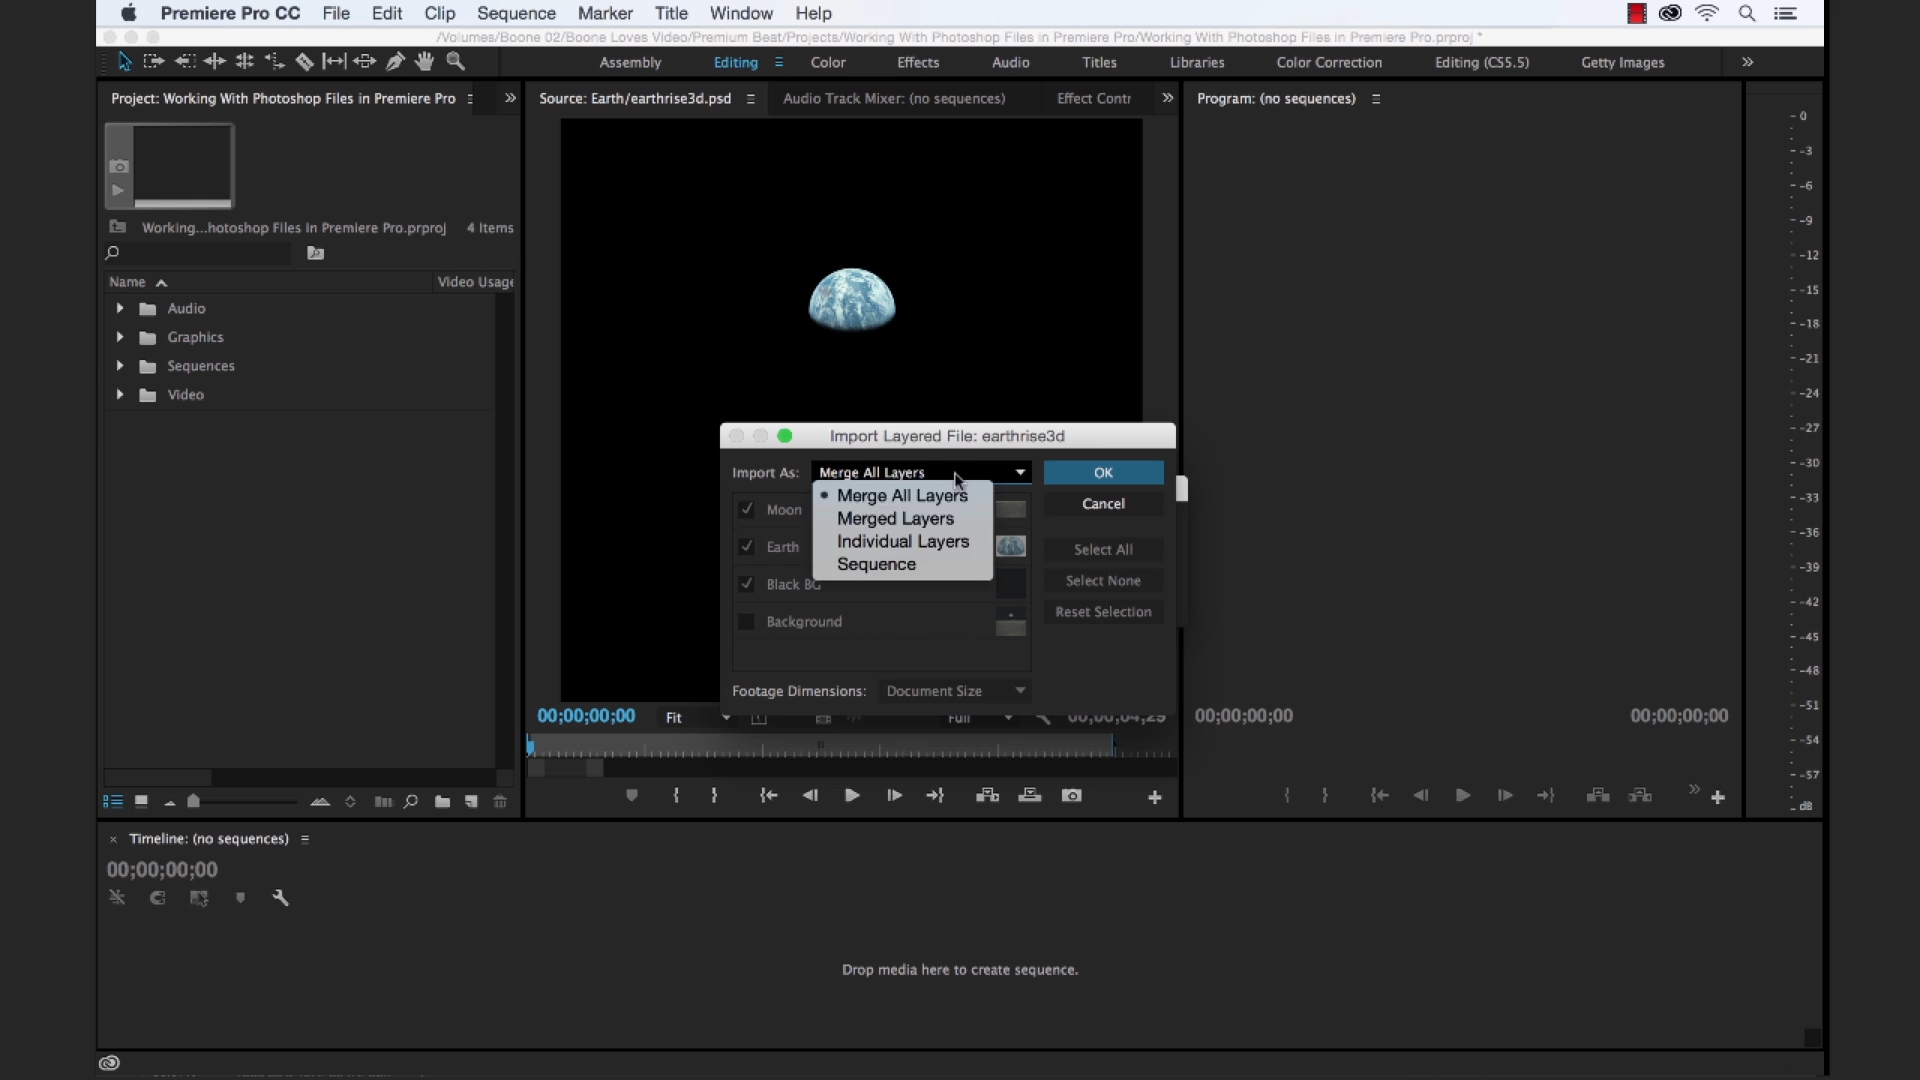 Premiere Pro CC File Edit Clip Sequence Marker Title Window Help
/Volumes/Boone 02/Boone Loves Video/Premium Beat/Projects/Working With Photoshop Files in Premiere Pro/Working With Photoshop Files in Premiere Pro.prproj *
Assembly Editing Color Effects Audio Titles Libraries Color Correction Editing (CS5.5) Getty Images
Project: Working With Photoshop Files in Premiere Pro
Source: Earth/earthrise3d.psd Audio Track Mixer: (no sequences) Effect Contr
Program: (no sequences)
Working...hotoshop Files in Premiere Pro.prproj 4 Items
Name Video Usage
Audio
Graphics
Sequences
Video
Import Layered File: earthrise3d
Import As: Merge All Layers OK
Merge All Layers
Merged Layers
Individual Layers
Sequence
Moon
Earth
Black BG
Background
Cancel
Select All
Select None
Reset Selection
Footage Dimensions: Document Size
00;00;00;00 Fit Full 00;00;04;29
00;00;00;00 00;00;00;00
0
-3
-6
-9
-12
-15
-18
-21
-24
-27
-30
-33
-36
-39
-42
-45
-48
-51
-54
-57
dB
Timeline: (no sequences)
00;00;00;00
Drop media here to create sequence.